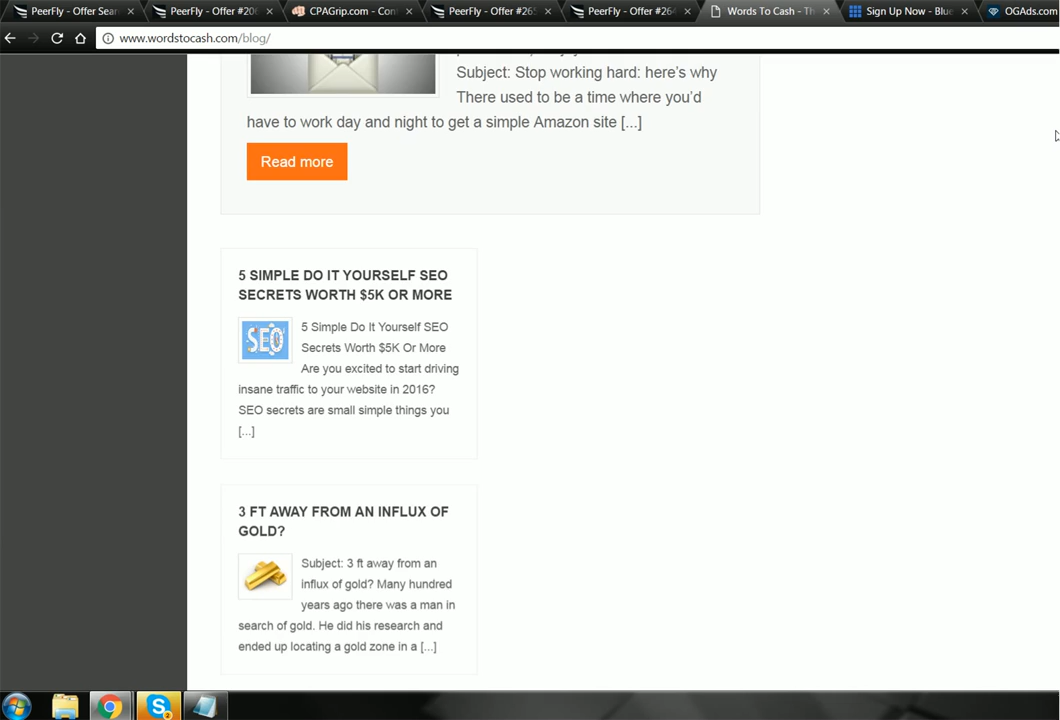 PeerFly - Offer Sear
PeerFly - Offer #206
CPAGrip.com - Con
PeerFly - Offer #265
PeerFly - Offer #264
Words To Cash - Th
Sign Up Now - Blue
OGAds.com
www.wordstocash.com/blog/
Subject: Stop working hard: here's why
There used to be a time where you'd
have to work day and night to get a simple Amazon site [...]
Read more
5 SIMPLE DO IT YOURSELF SEO
SECRETS WORTH $5K OR MORE
SEO
5 Simple Do It Yourself SEO
Secrets Worth $5K Or More
Are you excited to start driving
insane traffic to your website in 2016?
SEO secrets are small simple things you
[...]
3 FT AWAY FROM AN INFLUX OF
GOLD?
Subject: 3 ft away from an
influx of gold? Many hundred
years ago there was a man in
search of gold. He did his research and
ended up locating a gold zone in a [...]